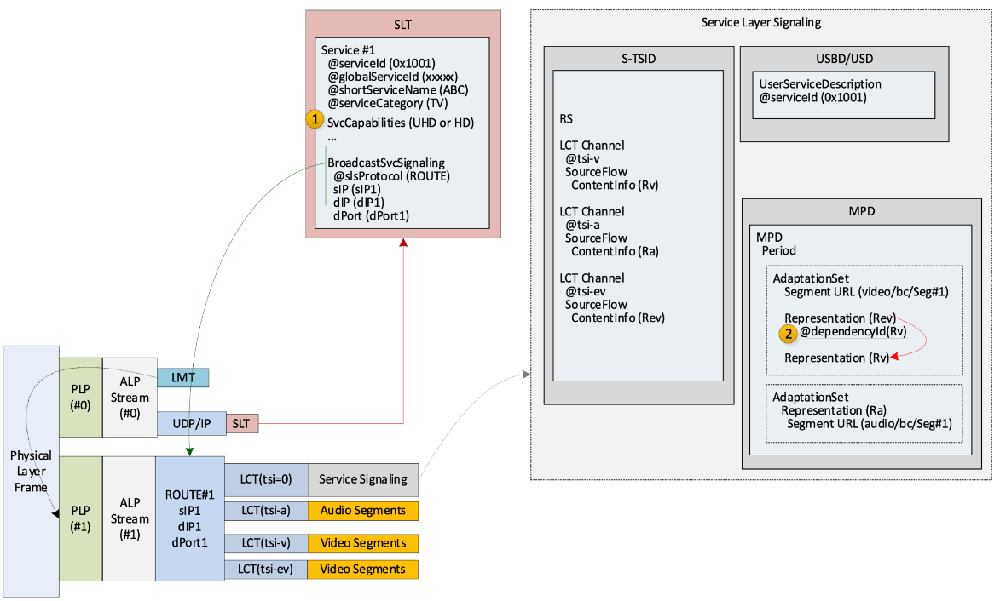 SLT
Service #1
@serviceId (0x1001)
@globalServiceId (xxxxx)
@shortServiceName (ABC)
@serviceCategory (TV)
1
SvcCapabilities (UHD or HD)
...
BroadcastSvcSignaling
@slsProtocol (ROUTE)
sIP (sIP1)
dIP (dIP1)
dPort (dPort1)
Service Layer Signaling
S-TSID
RS
LCT Channel
@tsi-v
SourceFlow
ContentInfo (Rv)
LCT Channel
@tsi-a
SourceFlow
ContentInfo (Ra)
LCT Channel
@tsi-ev
SourceFlow
ContentInfo (Rev)
USBD/USD
UserServiceDescription
@serviceId (0x1001)
MPD
MPD
Period
AdaptationSet
Segment URL (video/bc/Seg#1)
Representation (Rev)
2
@dependencyId(Rv)
Representation (Rv)
AdaptationSet
Representation (Ra)
Segment URL (audio/bc/Seg#1)
Physical
Layer
Frame
PLP
(#0)
ALP
Stream
(#0)
LMT
UDP/IP
SLT
PLP
(#1)
ALP
Stream
(#1)
ROUTE#1
sIP1
dIP1
dPort1
LCT(tsi=0)
Service Signaling
LCT(tsi-a)
Audio Segments
LCT(tsi-v)
Video Segments
LCT(tsi-ev)
Video Segments